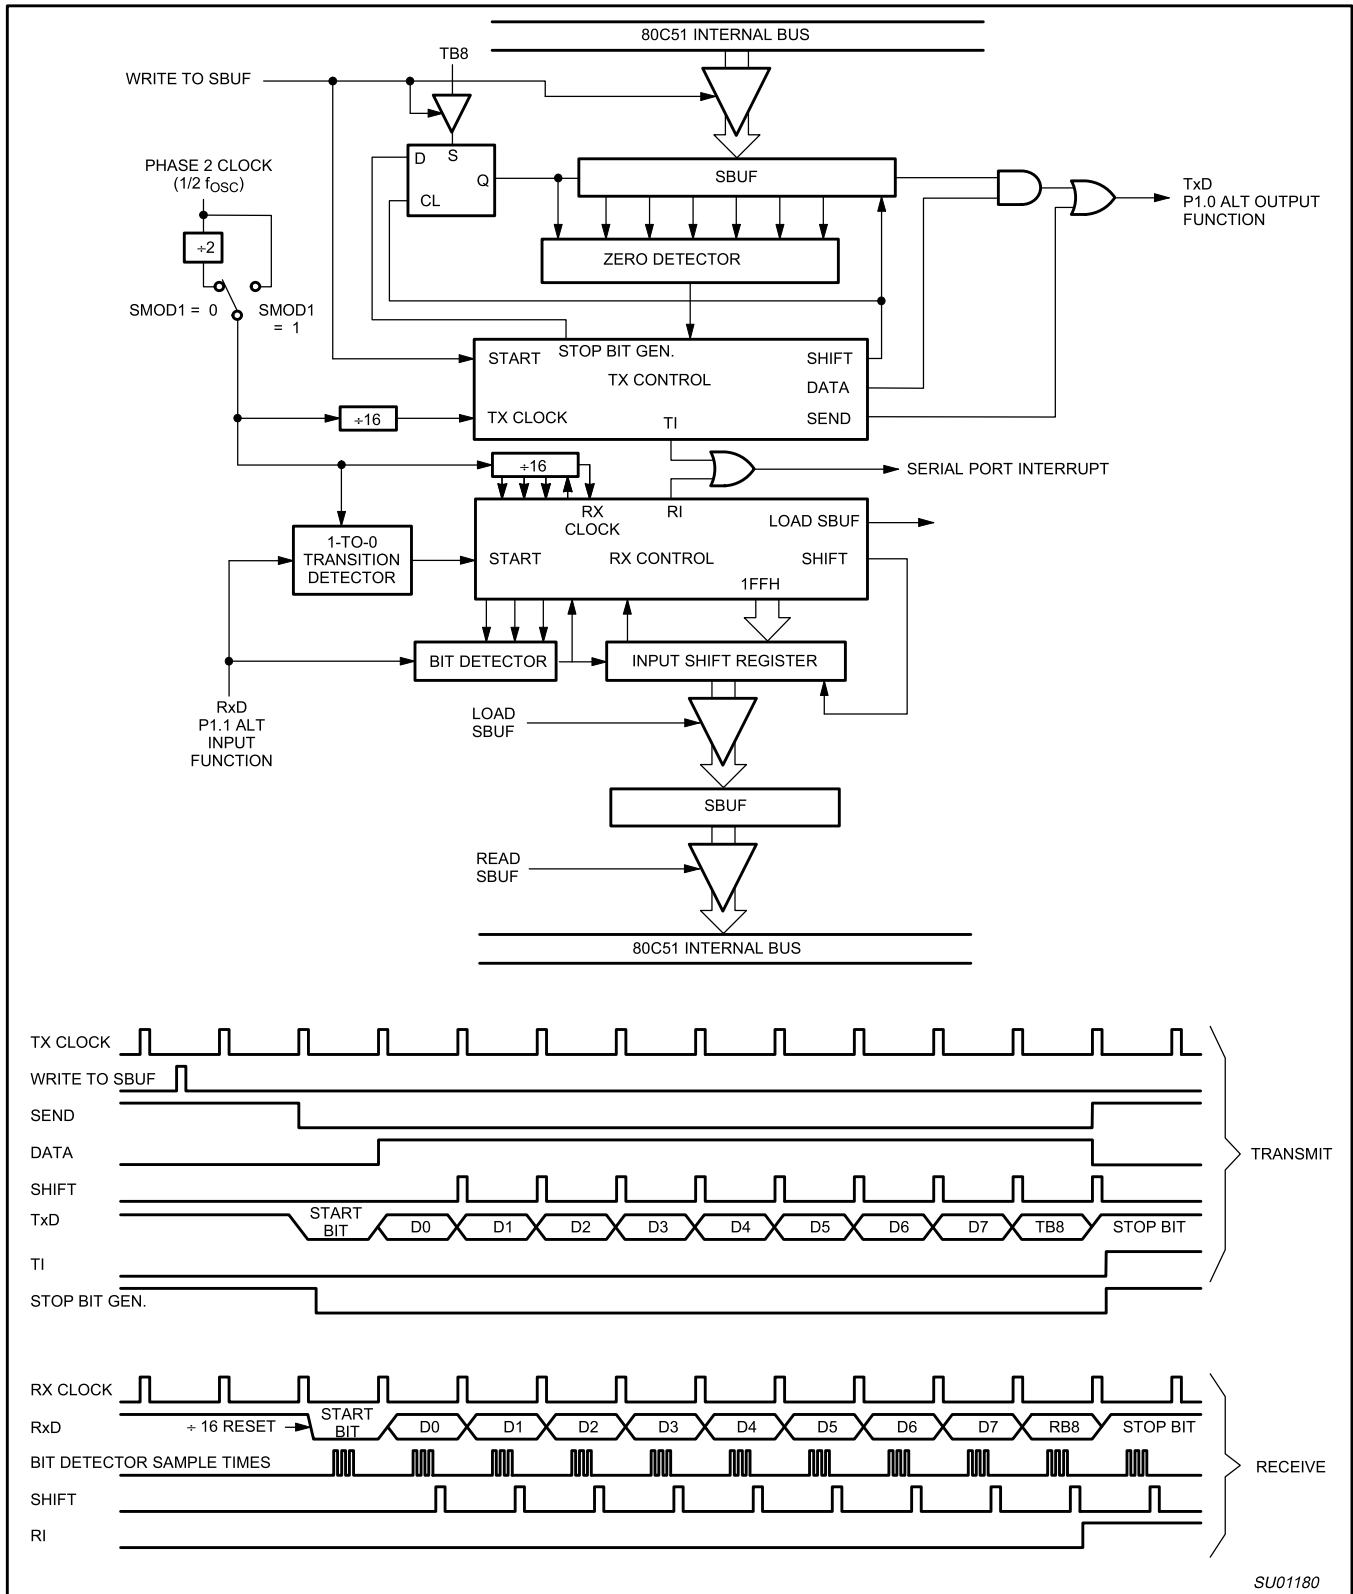 80C51 INTERNAL BUS
TB8
WRITE TO SBUF
D
S
Q
CL
PHASE 2 CLOCK
(1/2 fOSC)
÷2
SMOD1 = 0
SMOD1
= 1
SBUF
ZERO DETECTOR
TxD
P1.0 ALT OUTPUT
FUNCTION
START
STOP BIT GEN.
SHIFT
TX CONTROL
DATA
TX CLOCK
TI
SEND
÷16
÷16
SERIAL PORT INTERRUPT
RX
CLOCK
RI
LOAD SBUF
1-TO-0
TRANSITION
DETECTOR
START
RX CONTROL
SHIFT
1FFH
BIT DETECTOR
INPUT SHIFT REGISTER
RxD
P1.1 ALT
INPUT
FUNCTION
LOAD
SBUF
SBUF
READ
SBUF
80C51 INTERNAL BUS
TX CLOCK
WRITE TO SBUF
SEND
DATA
TRANSMIT
SHIFT
TxD
START
BIT
D0 D1 D2 D3 D4 D5 D6 D7 TB8 STOP BIT
TI
STOP BIT GEN.
RX CLOCK
RxD
÷ 16 RESET
START
BIT
D0 D1 D2 D3 D4 D5 D6 D7 RB8 STOP BIT
BIT DETECTOR SAMPLE TIMES
RECEIVE
SHIFT
RI
SU01180